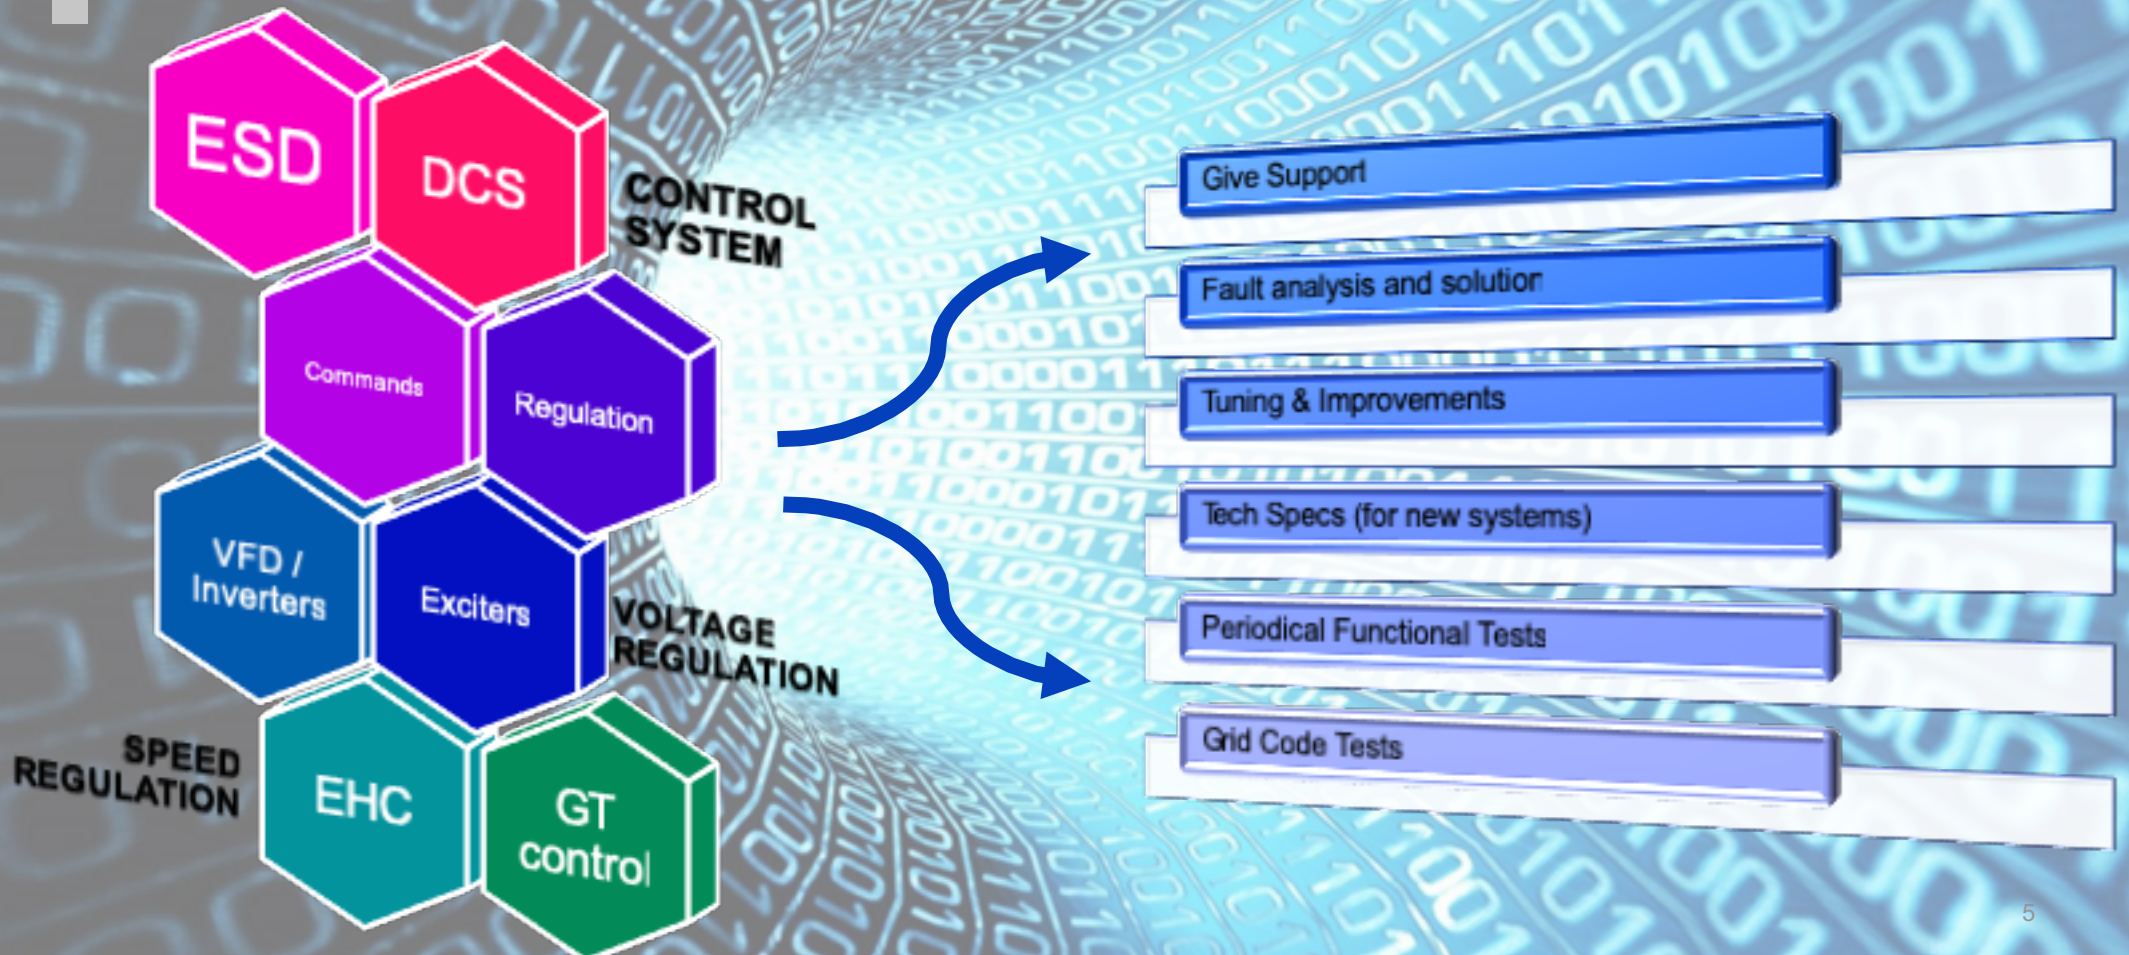 ESD
DCS
CONTROL
SYSTEM
Commands
Regulation
VFD /
Inverters
Exciters
VOLTAGE
REGULATION
SPEED
REGULATION
EHC
GT
control
Give Support
Fault analysis and solution
Tuning & Improvements
Tech Specs (for new systems)
Periodical Functional Tests
Grid Code Tests
5